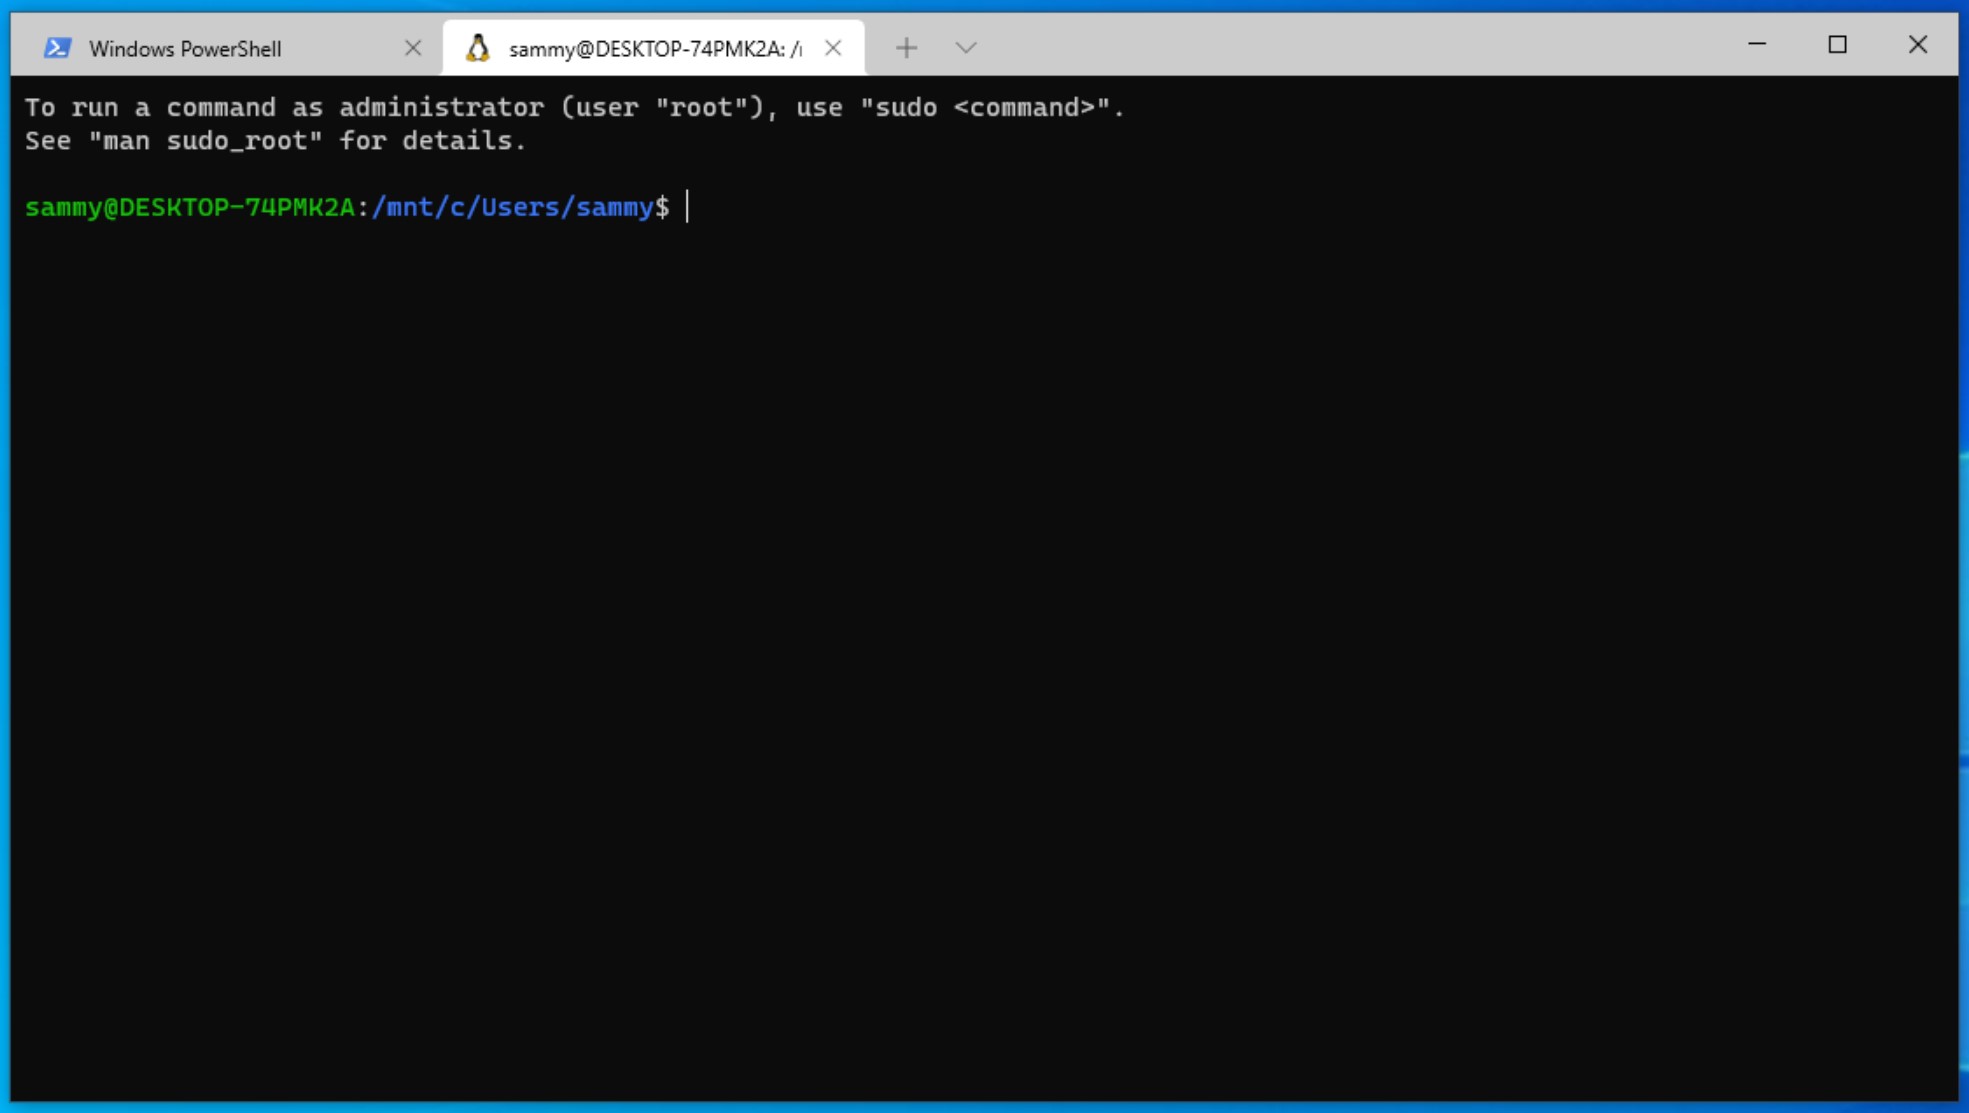 Windows PowerShell
sammy@DESKTOP-74PMK2A: /
To run a command as administrator (user "root"), use "sudo <command>".
See "man sudo_root" for details.
sammy@DESKTOP-74PMK2A:/mnt/c/Users/sammy$